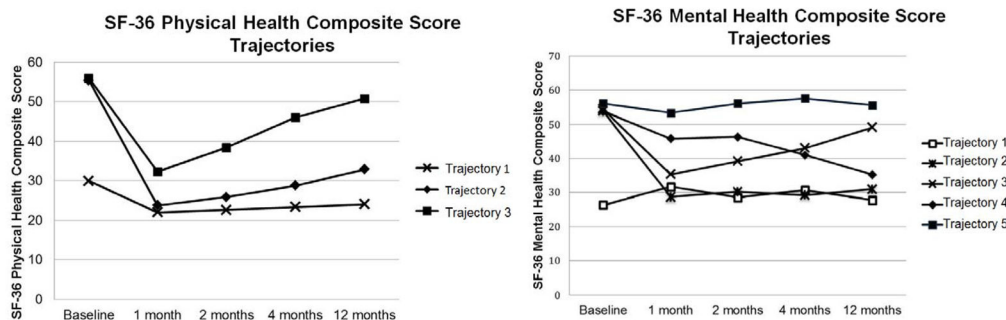 SF-36 Physical Health Composite Score
Trajectories
SF-36 Physical Health Composite Score
60
50
40
30
20
10
0
Baseline 1 month 2 months 4 months 12 months
Trajectory 1
Trajectory 2
Trajectory 3
SF-36 Mental Health Composite Score
Trajectories
SF-36 Mental Health Composite Score
70
60
50
40
30
20
10
0
Baseline 1 month 2 months 4 months 12 months
Trajectory 1
Trajectory 2
Trajectory 3
Trajectory 4
Trajectory 5